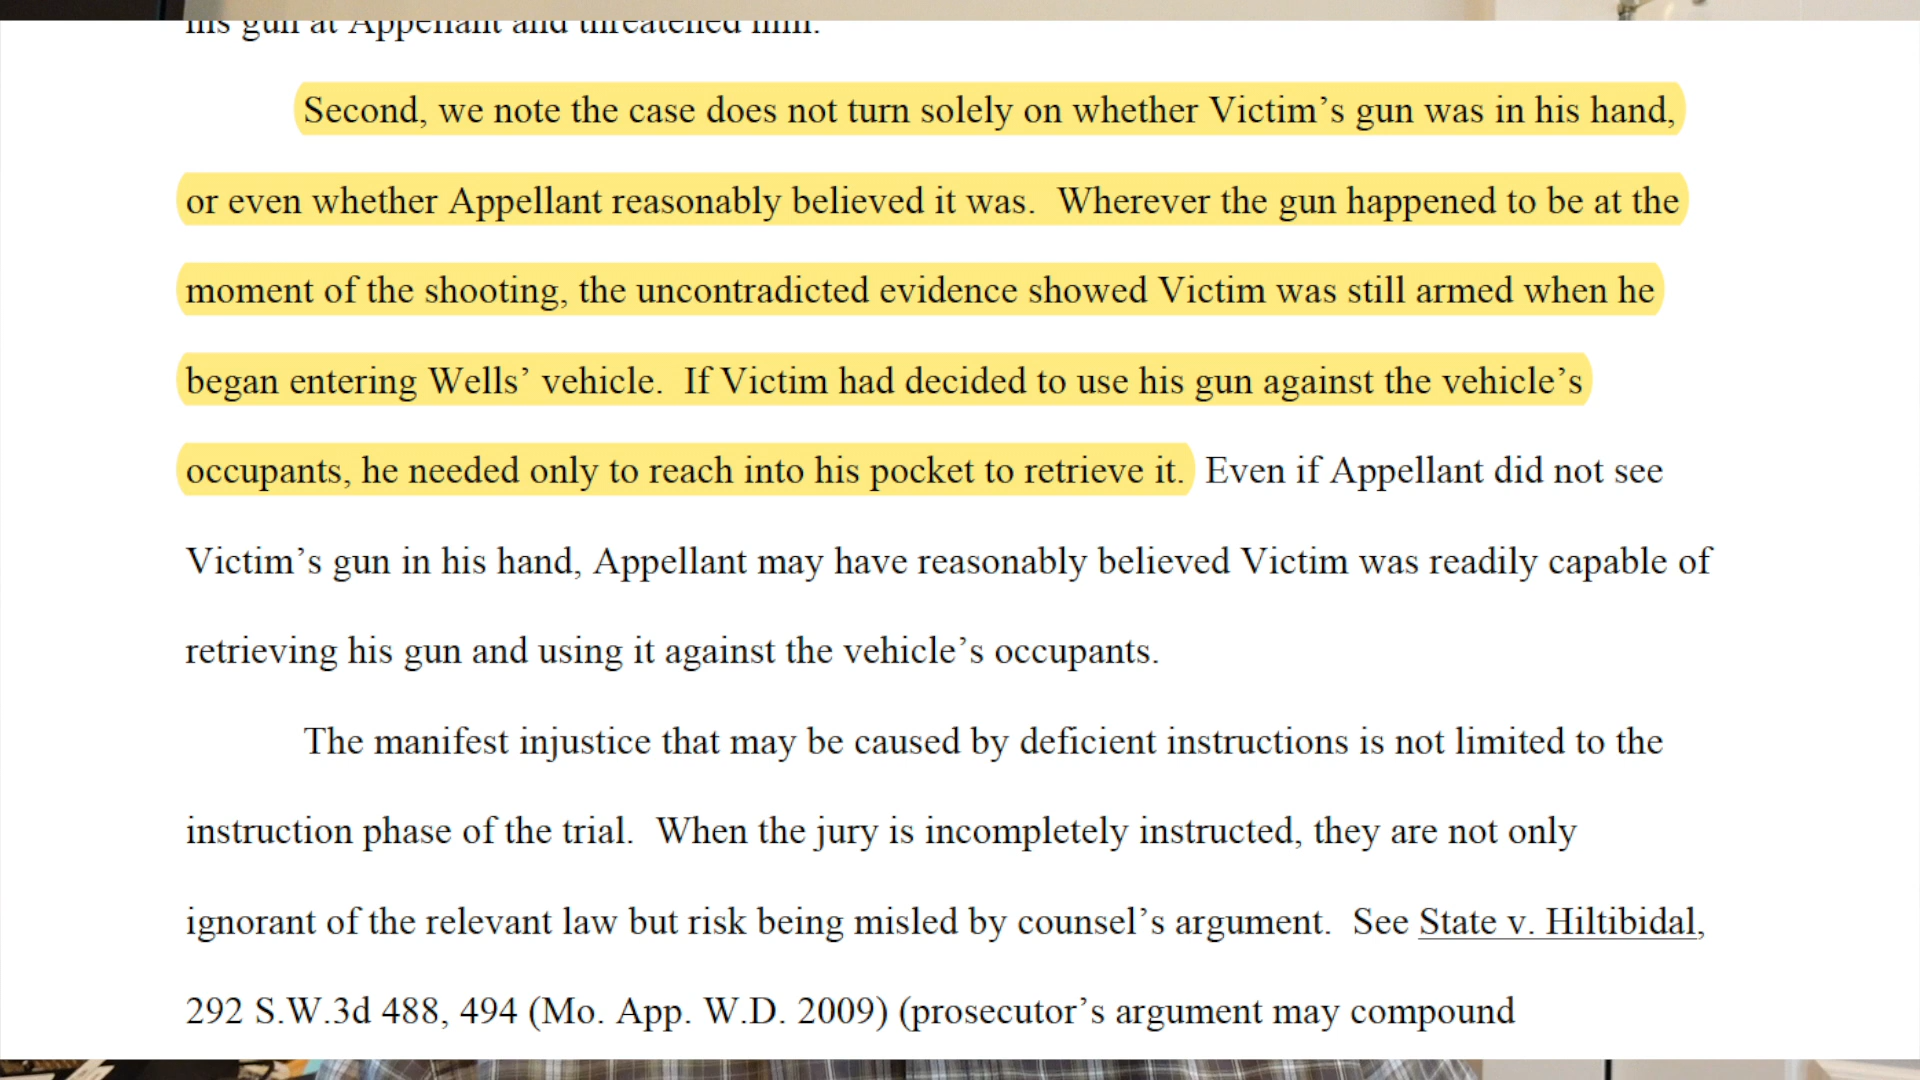 his gun at Appellant and threatened him.
Second, we note the case does not turn solely on whether Victim’s gun was in his hand,
or even whether Appellant reasonably believed it was. Wherever the gun happened to be at the
moment of the shooting, the uncontradicted evidence showed Victim was still armed when he
began entering Wells’ vehicle. If Victim had decided to use his gun against the vehicle’s
occupants, he needed only to reach into his pocket to retrieve it. Even if Appellant did not see
Victim’s gun in his hand, Appellant may have reasonably believed Victim was readily capable of
retrieving his gun and using it against the vehicle’s occupants.
The manifest injustice that may be caused by deficient instructions is not limited to the
instruction phase of the trial. When the jury is incompletely instructed, they are not only
ignorant of the relevant law but risk being misled by counsel’s argument. See State v. Hiltibidal,
292 S.W.3d 488, 494 (Mo. App. W.D. 2009) (prosecutor’s argument may compound